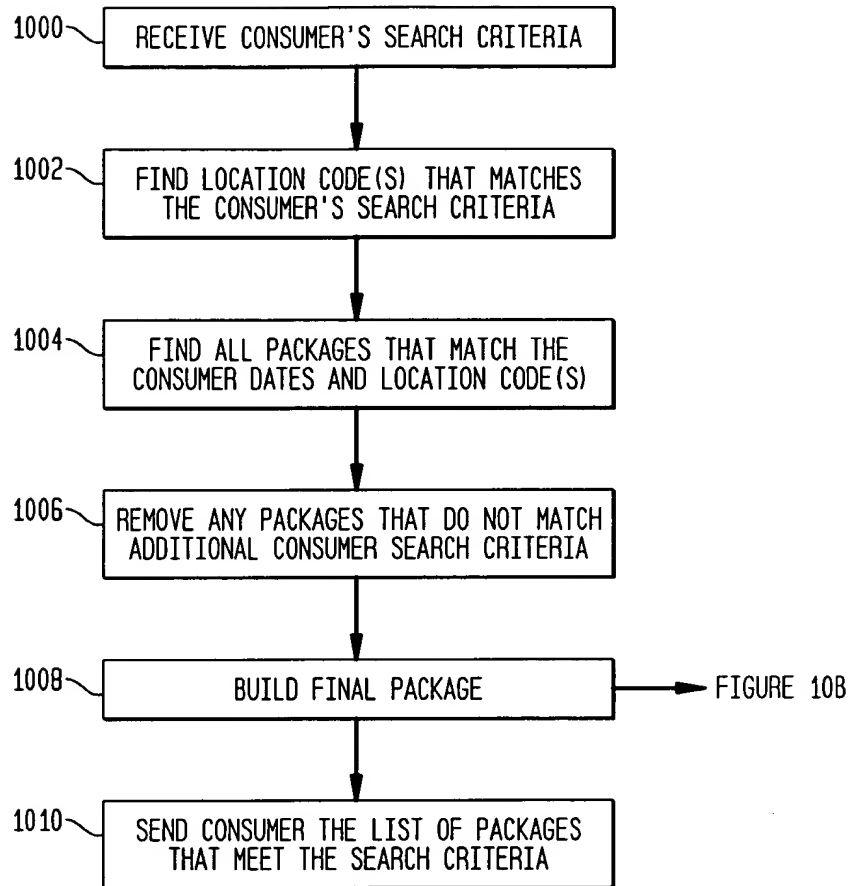 1000
RECEIVE CONSUMER'S SEARCH CRITERIA
1002
FIND LOCATION CODE(S) THAT MATCHES
THE CONSUMER'S SEARCH CRITERIA
1004
FIND ALL PACKAGES THAT MATCH THE
CONSUMER DATES AND LOCATION CODE(S)
1006
REMOVE ANY PACKAGES THAT DO NOT MATCH
ADDITIONAL CONSUMER SEARCH CRITERIA
1008
BUILD FINAL PACKAGE
FIGURE 10B
1010
SEND CONSUMER THE LIST OF PACKAGES
THAT MEET THE SEARCH CRITERIA